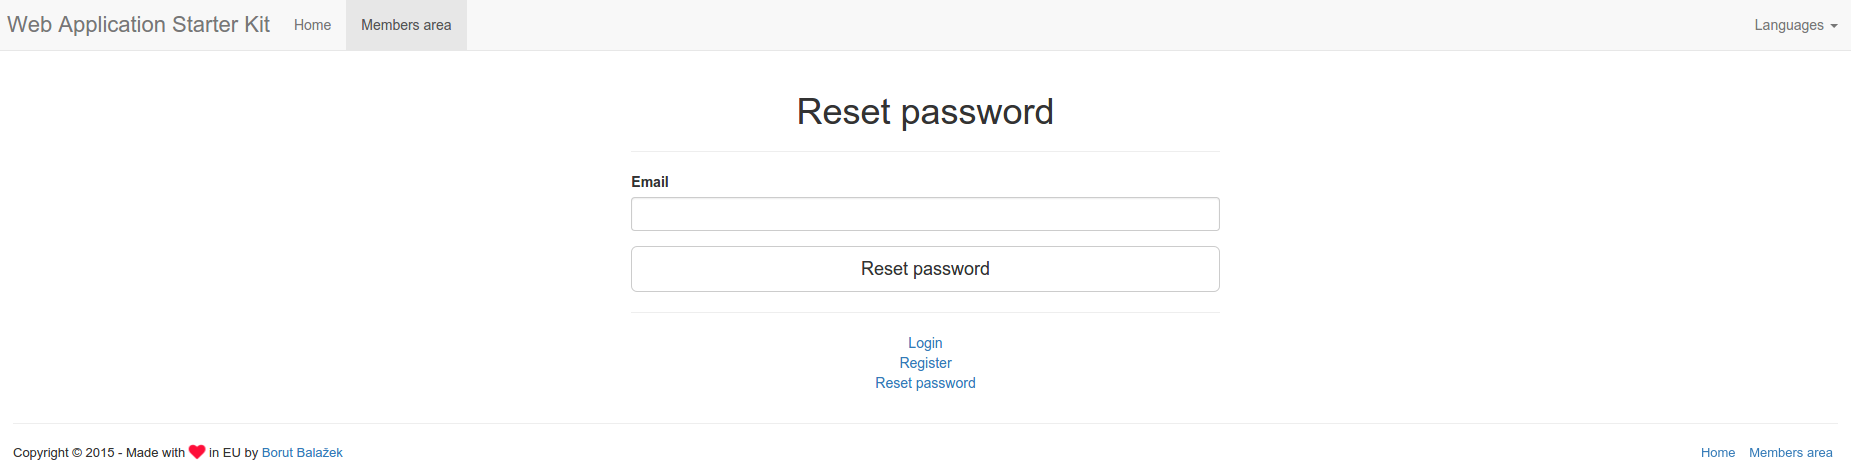 Web Application Starter Kit Home Members area Languages
Reset password
Email
Reset password
Login
Register
Reset password
Copyright © 2015 - Made with in EU by Borut Balažek Home Members area